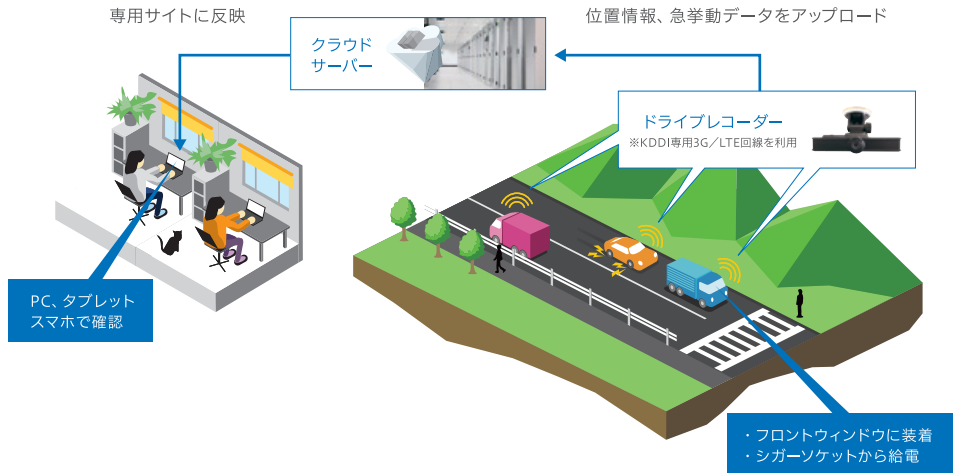 専用サイトに反映
位置情報、急挙動データをアップロード
クラウド
サーバー
ドライブレコーダー
※KDDI専用3G／LTE回線を利用
PC、タブレット
スマホで確認
・フロントウィンドウに装着
・シガーソケットから給電